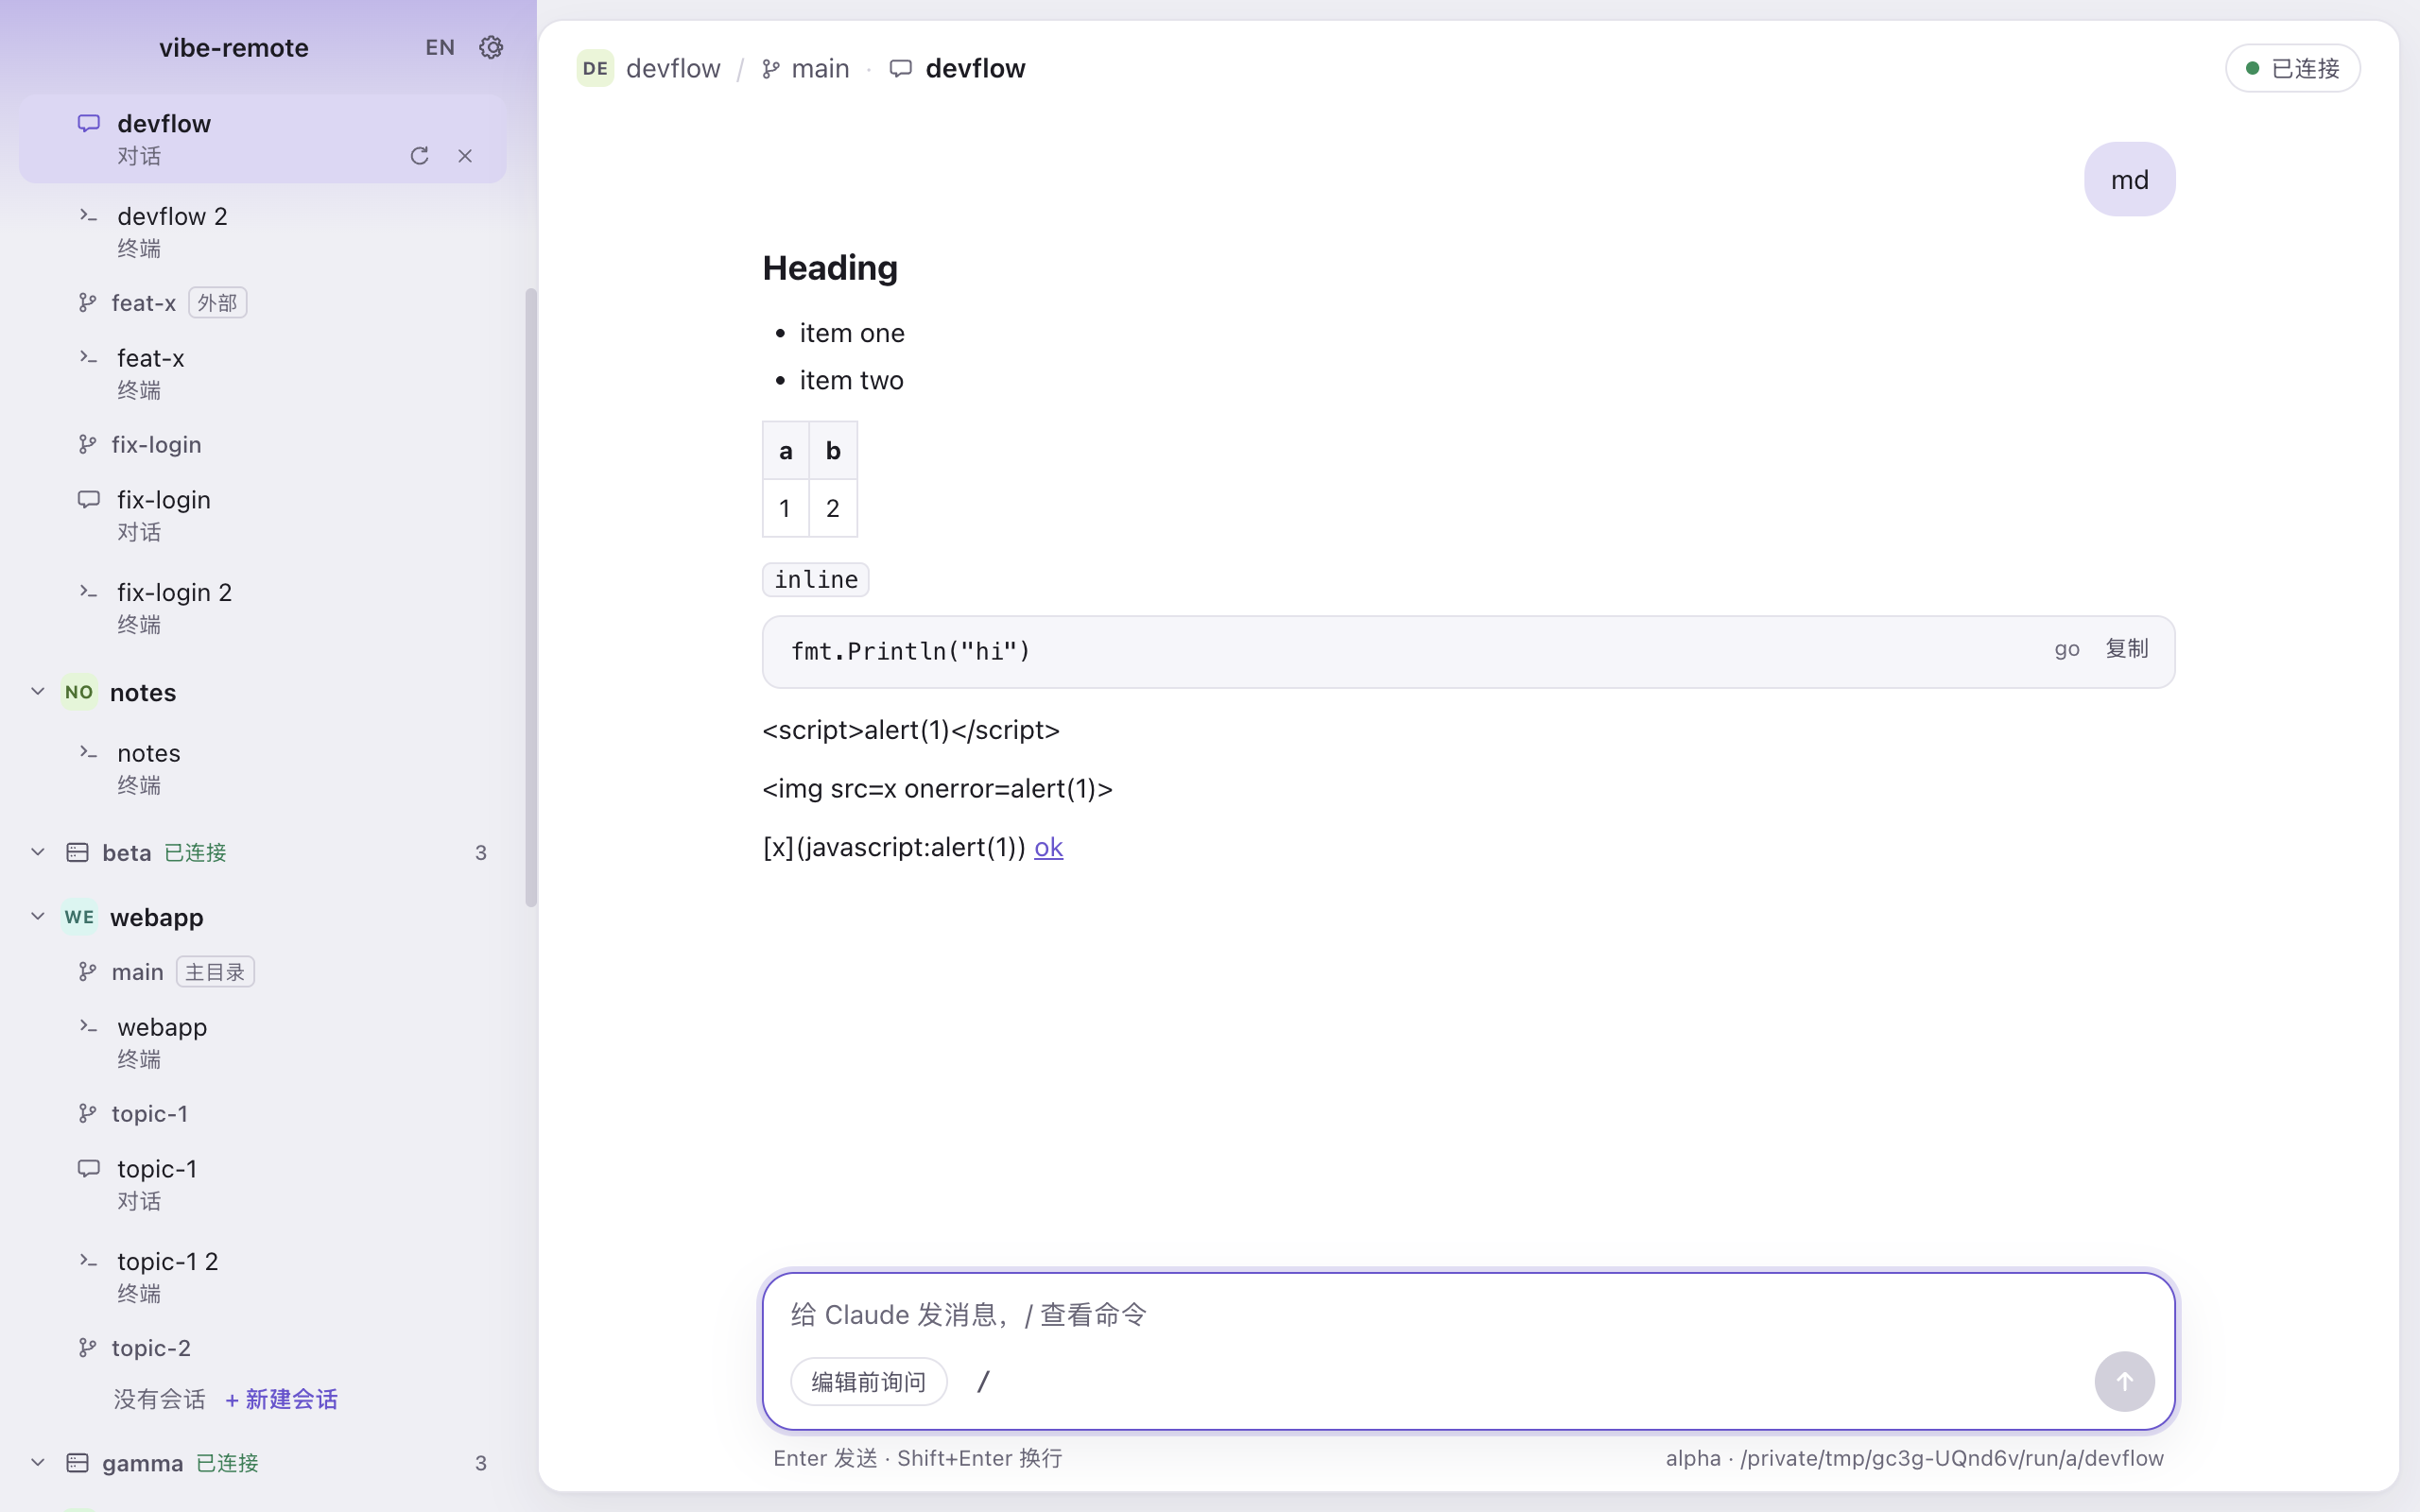 vibe-remote EN
devflow
对话
devflow 2
终端
feat-x 外部
feat-x
终端
fix-login
fix-login
对话
fix-login 2
终端
NO notes
notes
终端
beta 已连接 3
WE webapp
main 主目录
webapp
终端
topic-1
topic-1
对话
topic-1 2
终端
topic-2
没有会话 + 新建会话
gamma 已连接 3
DE devflow / main · devflow 已连接
md
Heading
• item one
• item two
a b
1 2
inline
fmt.Println("hi") go 复制
<script>alert(1)</script>
<img src=x onerror=alert(1)>
[x](javascript:alert(1)) ok
给 Claude 发消息，/ 查看命令
编辑前询问 /
Enter 发送 · Shift+Enter 换行 alpha · /private/tmp/gc3g-UQnd6v/run/a/devflow